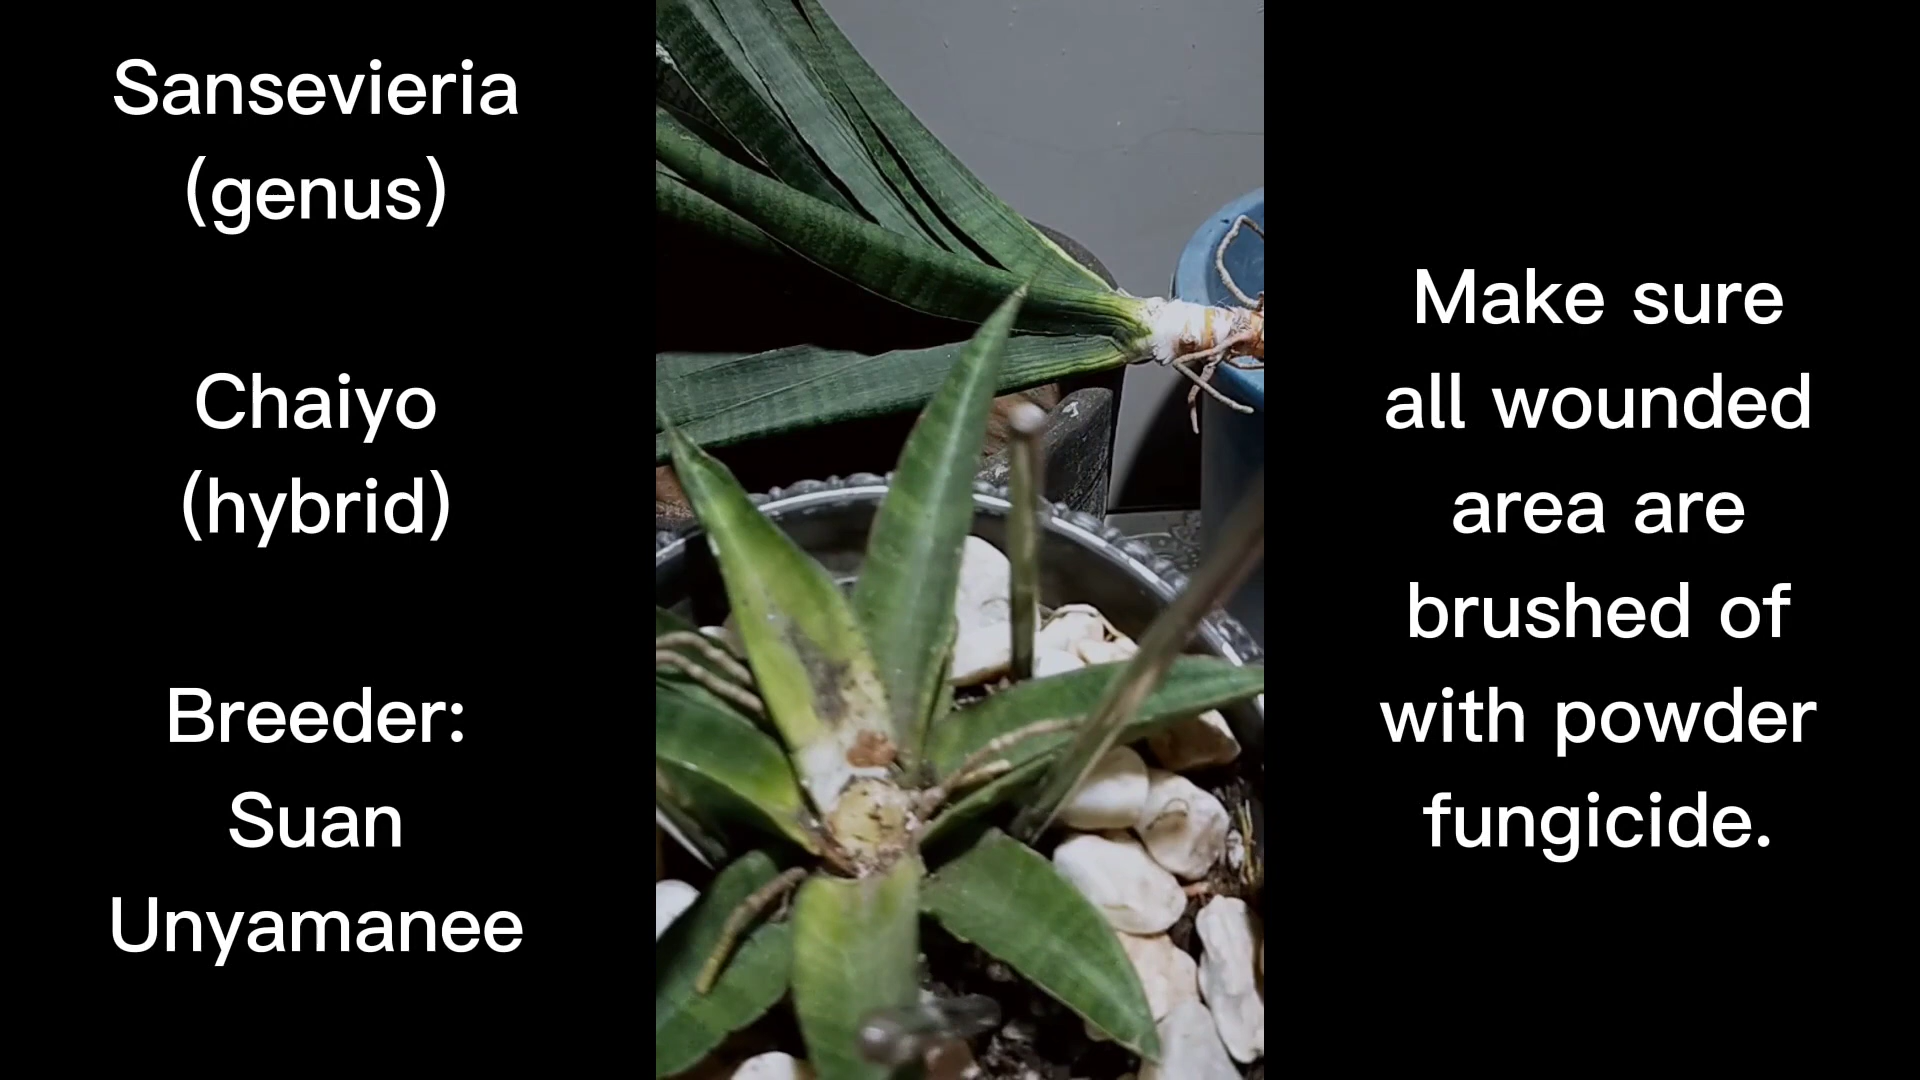 Sansevieria
(genus)
Chaiyo
(hybrid)
Breeder:
Suan
Unyamanee
Make sure
all wounded
area are
brushed of
with powder
fungicide.